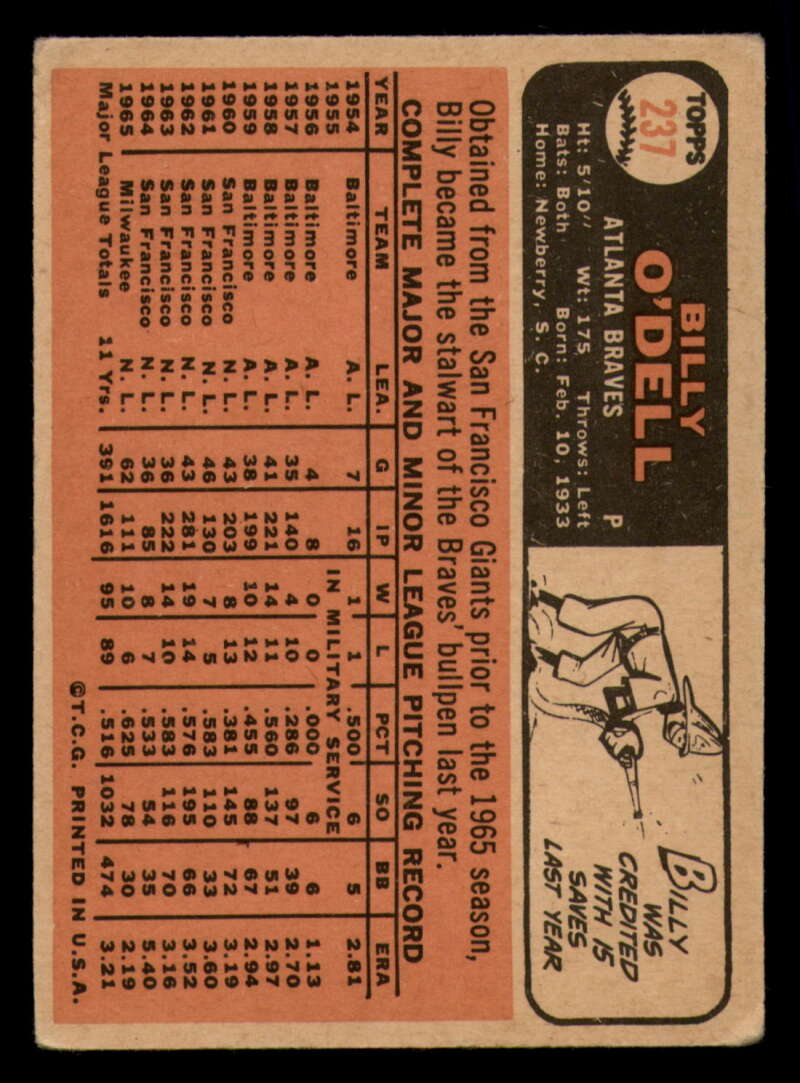 TOPPS
237
BILLY
O'DELL
ATLANTA BRAVES P
Ht: 5'10" Wt: 175 Throws: Left
Bats: Both Born: Feb. 10, 1933
Home: Newberry, S. C.
BILLY
WAS
CREDITED
WITH 15
SAVES
LAST YEAR
Obtained from the San Francisco Giants prior to the 1965 season,
Billy became the stalwart of the Braves' bullpen last year.
COMPLETE MAJOR AND MINOR LEAGUE PITCHING RECORD
YEAR TEAM LEA. G IP W L PCT SO BB ERA
1954 Baltimore A. L. 7 16 1 1 .500 6 5 2.81
1955 IN MILITARY SERVICE
1956 Baltimore A. L. 4 8 0 0 .000 6 6 1.13
1957 Baltimore A. L. 35 140 4 10 .286 97 39 2.70
1958 Baltimore A. L. 41 221 14 11 .560 137 51 2.97
1959 Baltimore A. L. 38 199 10 12 .455 88 67 2.94
1960 San Francisco N. L. 43 203 8 13 .381 145 72 3.19
1961 San Francisco N. L. 46 130 7 5 .583 110 33 3.60
1962 San Francisco N. L. 43 281 19 14 .576 195 66 3.52
1963 San Francisco N. L. 36 222 14 10 .583 116 70 3.16
1964 San Francisco N. L. 36 85 8 7 .533 54 35 5.40
1965 Milwaukee N. L. 62 111 10 6 .625 78 30 2.19
Major League Totals 11 Yrs. 391 1616 95 89 .516 1032 474 3.21
©T.C.G. PRINTED IN U.S.A.